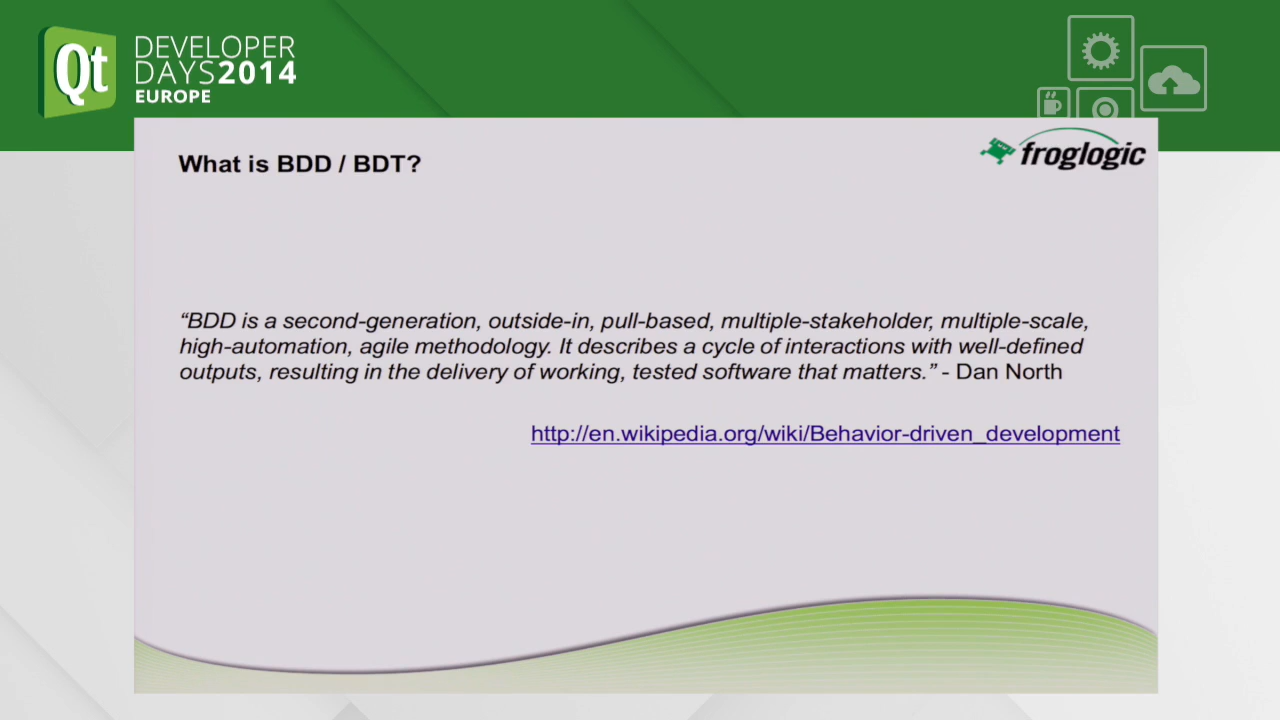 Qt DEVELOPER
DAYS2014
EUROPE
froglogic
What is BDD / BDT?
“BDD is a second-generation, outside-in, pull-based, multiple-stakeholder, multiple-scale,
high-automation, agile methodology. It describes a cycle of interactions with well-defined
outputs, resulting in the delivery of working, tested software that matters.” - Dan North
http://en.wikipedia.org/wiki/Behavior-driven_development